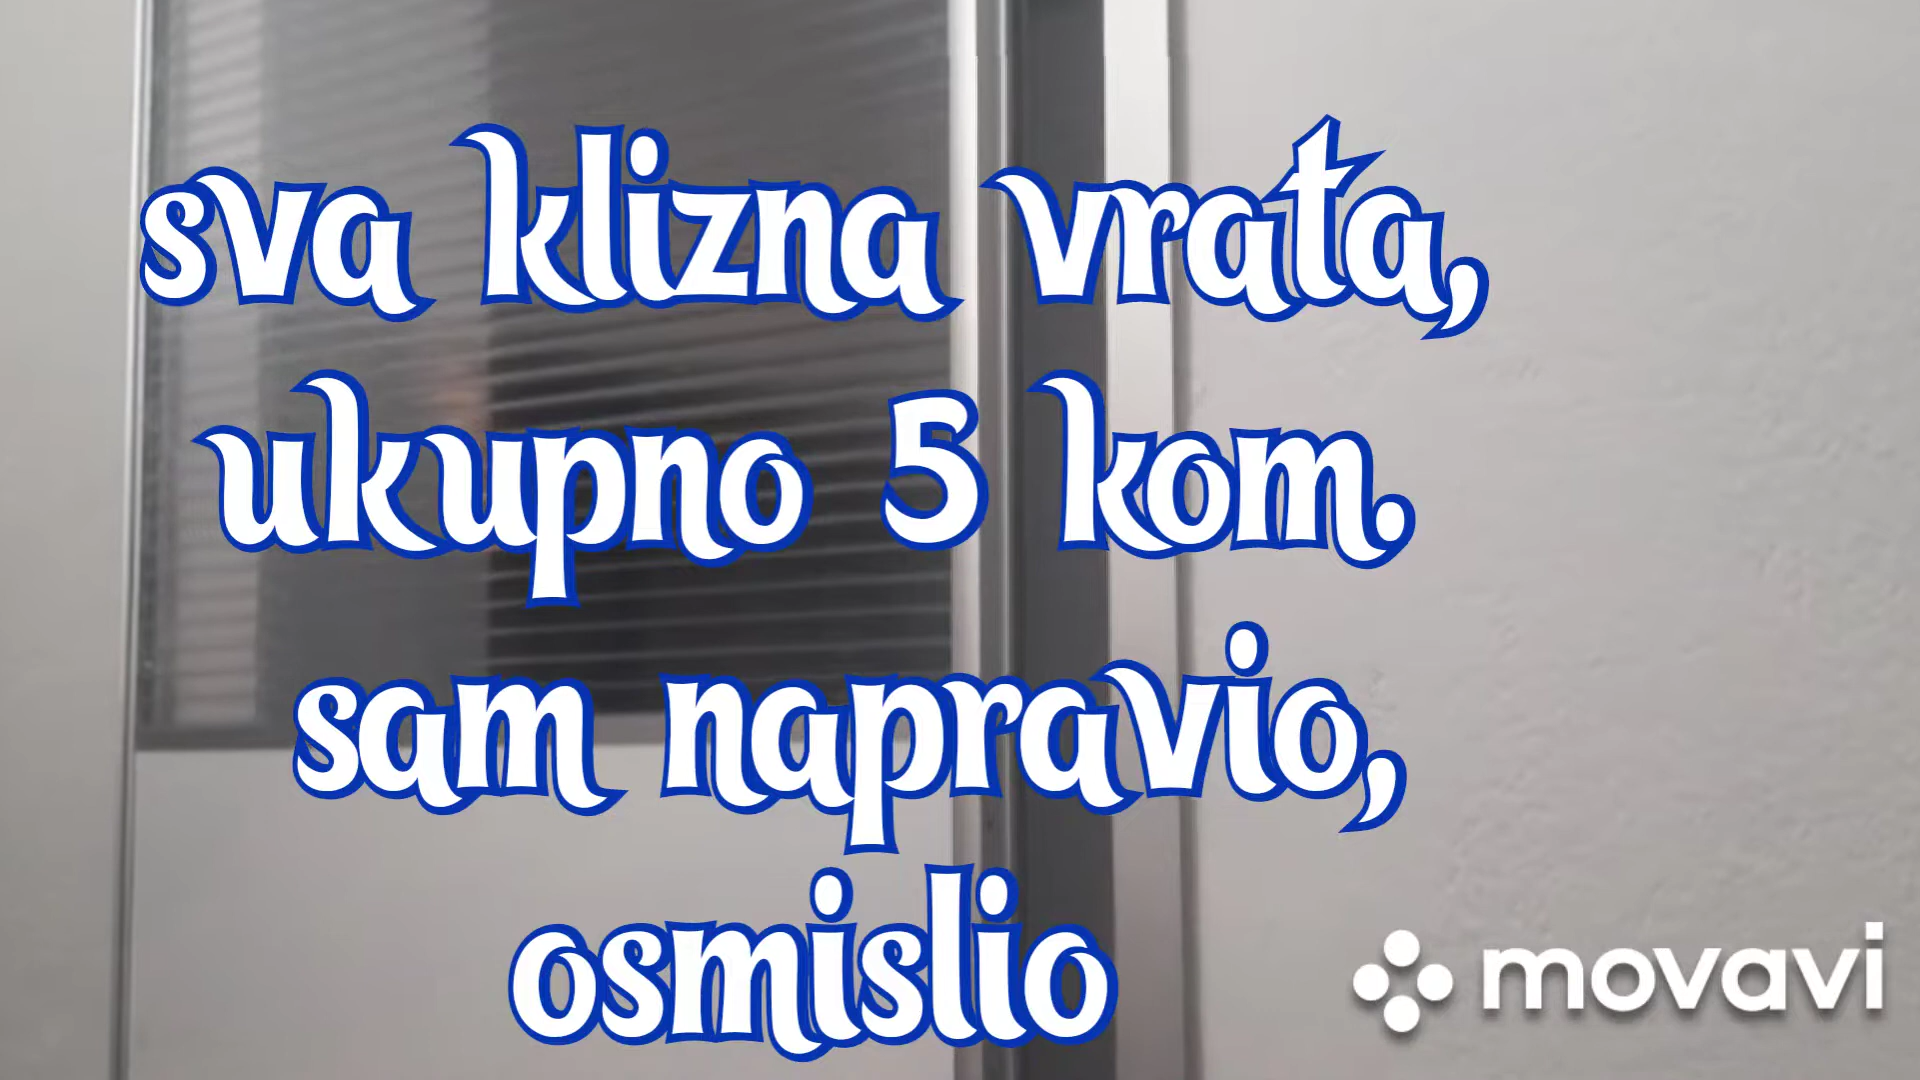 sva klizna vrata,
ukupno 5 kom.
sam napravio,
osmislio
movavi